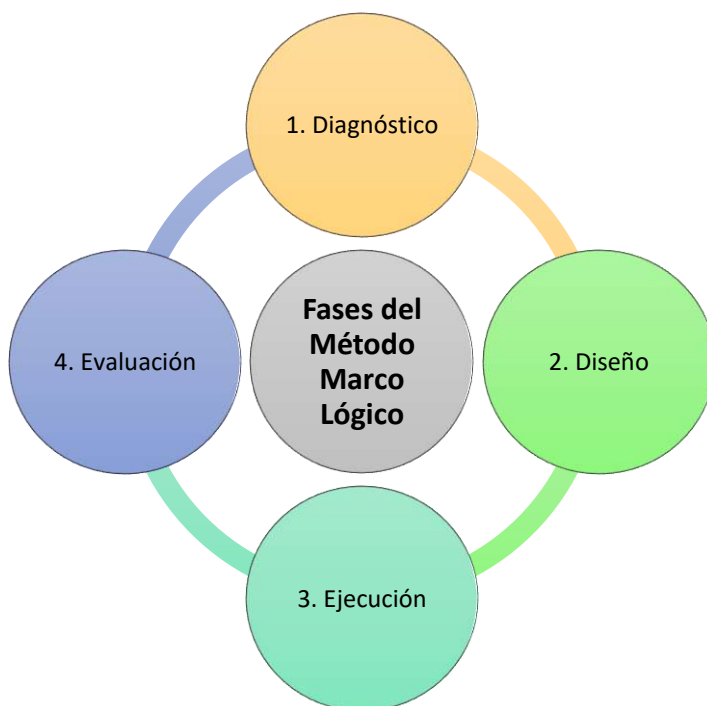 1. Diagnóstico
Fases del
Método
Marco
Lógico
4. Evaluación
2. Diseño
3. Ejecución